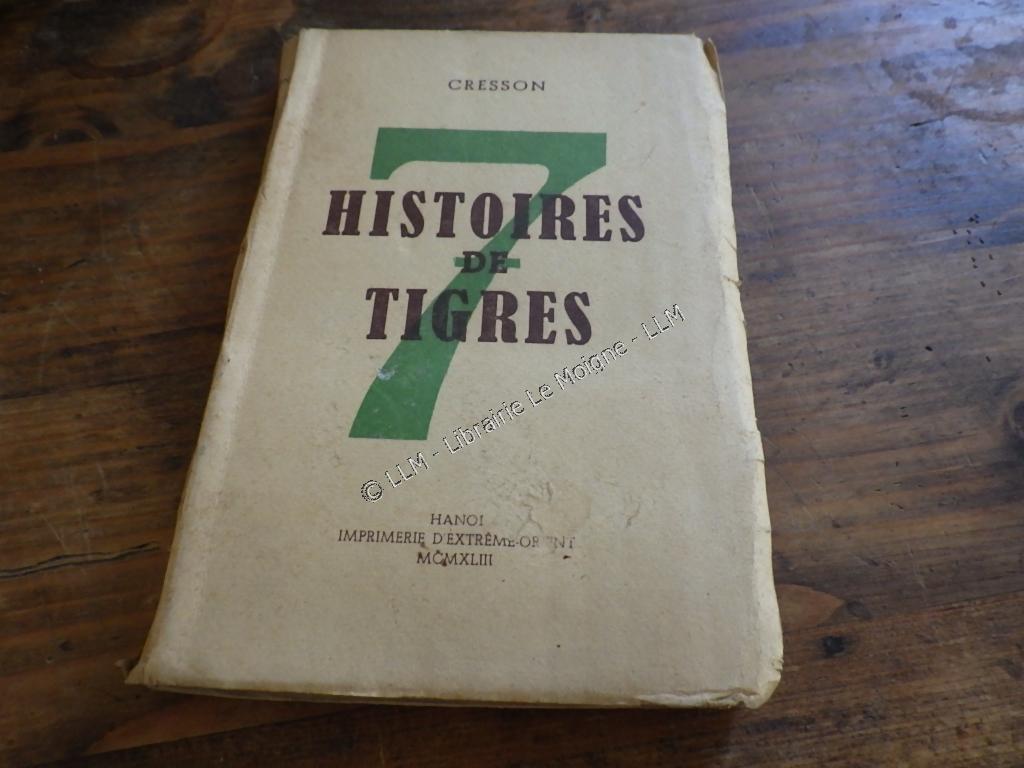 CRESSON
7
HISTOIRES
DE
TIGRES
© LLM - Librairie Le Moigne - LLM
HANOI
IMPRIMERIE D'EXTRÊME-ORIENT
MCMXLIII